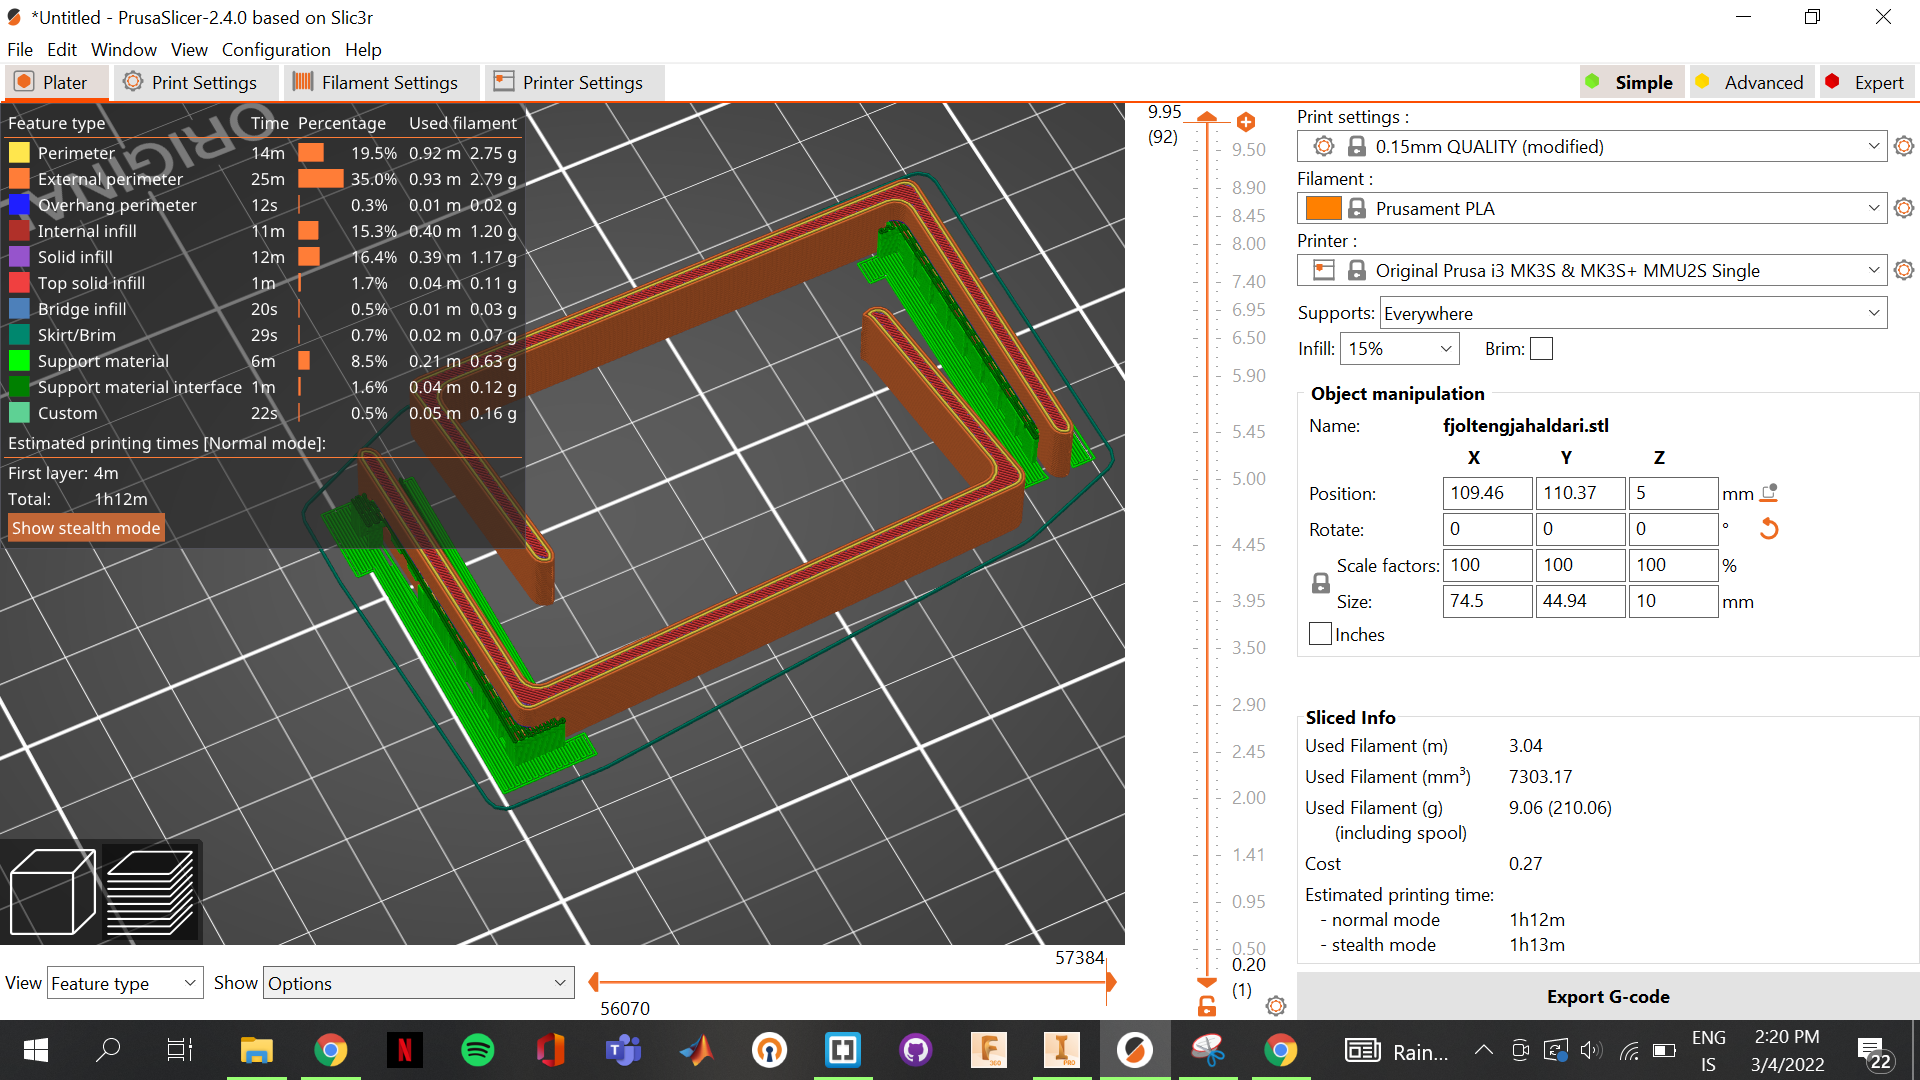 *Untitled - PrusaSlicer-2.4.0 based on Slic3r
File Edit Window View Configuration Help
Plater Print Settings Filament Settings Printer Settings Simple Advanced Expert
ORIGINAL
Feature type Time Percentage Used filament
Perimeter 14m 19.5% 0.92 m 2.75 g
External perimeter 25m 35.0% 0.93 m 2.79 g
Overhang perimeter 12s 0.3% 0.01 m 0.02 g
Internal infill 11m 15.3% 0.40 m 1.20 g
Solid infill 12m 16.4% 0.39 m 1.17 g
Top solid infill 1m 1.7% 0.04 m 0.11 g
Bridge infill 20s 0.5% 0.01 m 0.03 g
Skirt/Brim 29s 0.7% 0.02 m 0.07 g
Support material 6m 8.5% 0.21 m 0.63 g
Support material interface 1m 1.6% 0.04 m 0.12 g
Custom 22s 0.5% 0.05 m 0.16 g
Estimated printing times [Normal mode]:
First layer: 4m
Total: 1h12m
Show stealth mode
View Feature type Show Options
57384
56070
9.95
(92)
9.50
8.90
8.45
8.00
7.40
6.95
6.50
5.90
5.45
5.00
4.45
3.95
3.50
2.90
2.45
2.00
1.41
0.95
0.50
0.20
(1)
Print settings :
0.15mm QUALITY (modified)
Filament :
Prusament PLA
Printer :
Original Prusa i3 MK3S & MK3S+ MMU2S Single
Supports: Everywhere
Infill: 15% Brim:
Object manipulation
Name: fjoltengjahaldari.stl
X Y Z
Position: 109.46 110.37 5 mm
Rotate: 0 0 0 °
Scale factors: 100 100 100 %
Size: 74.5 44.94 10 mm
Inches
Sliced Info
Used Filament (m) 3.04
Used Filament (mm³) 7303.17
Used Filament (g) 9.06 (210.06)
(including spool)
Cost 0.27
Estimated printing time:
- normal mode 1h12m
- stealth mode 1h13m
Export G-code
N
F
360
I
PRO
Rain...
ENG
IS
2:20 PM
3/4/2022
22